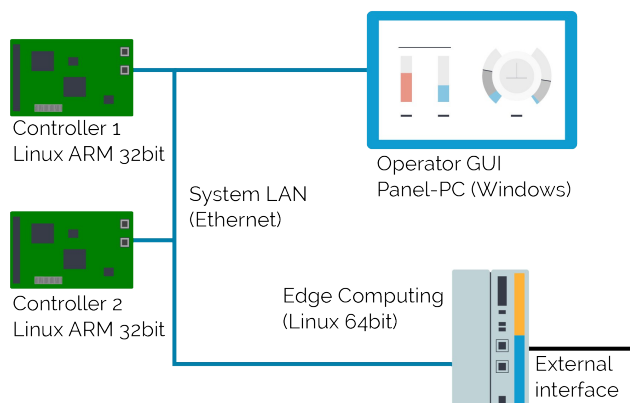 Controller 1
Linux ARM 32bit
Operator GUI
Panel-PC (Windows)
System LAN
(Ethernet)
Controller 2
Linux ARM 32bit
Edge Computing
(Linux 64bit)
External
interface